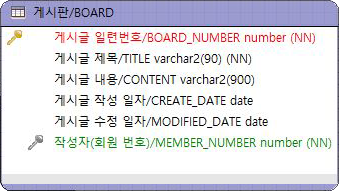 게시판/BOARD
게시글 일련번호/BOARD_NUMBER number (NN)
게시글 제목/TITLE varchar2(90) (NN)
게시글 내용/CONTENT varchar2(900)
게시글 작성 일자/CREATE_DATE date
게시글 수정 일자/MODIFIED_DATE date
작성자(회원 번호)/MEMBER_NUMBER number (NN)